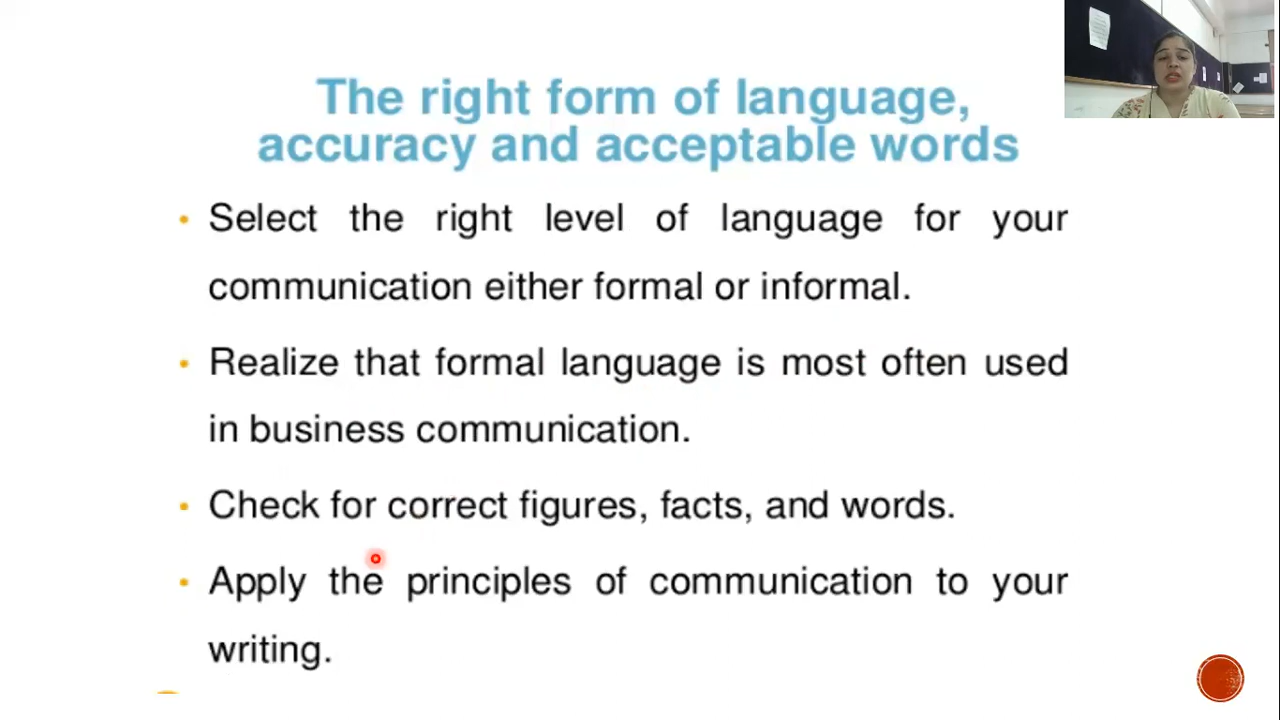 The right form of language,
accuracy and acceptable words
• Select the right level of language for your
communication either formal or informal.
• Realize that formal language is most often used
in business communication.
• Check for correct figures, facts, and words.
• Apply the principles of communication to your
writing.